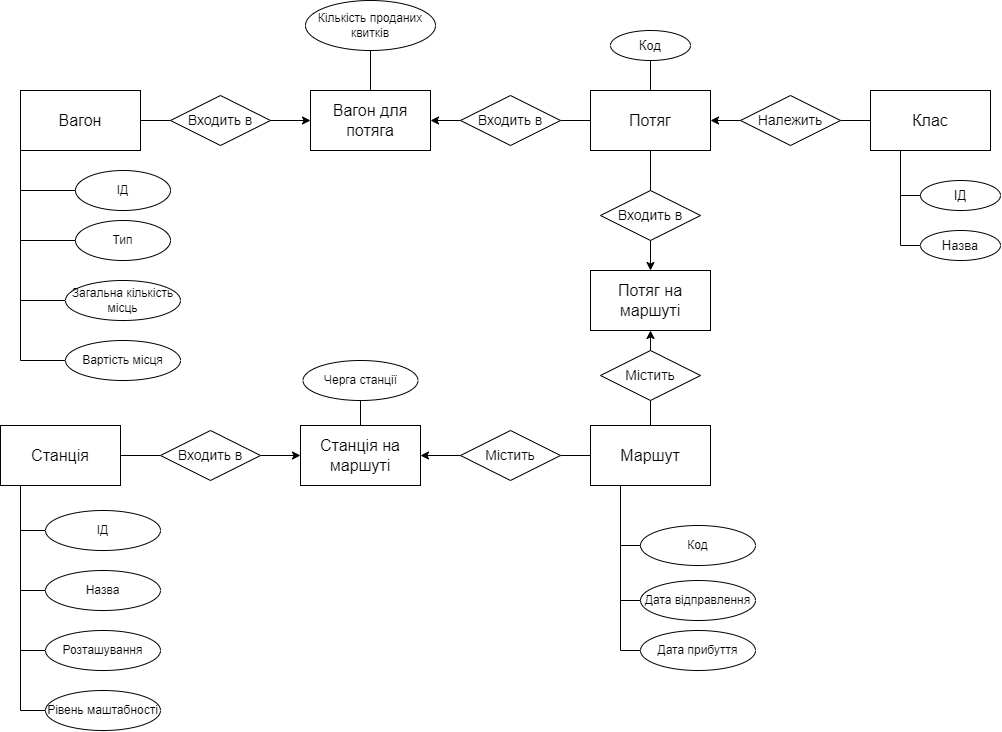 Кількість проданих
квитків
Код
Вагон
Входить в
Вагон для
потяга
Входить в
Потяг
Належить
Клас
ІД
Тип
Загальна кількість
місць
Вартість місця
Входить в
ІД
Назва
Потяг на
маршуті
Містить
Черга станції
Станція
Входить в
Станція на
маршуті
Містить
Маршут
ІД
Назва
Розташування
Рівень маштабності
Код
Дата відправлення
Дата прибуття